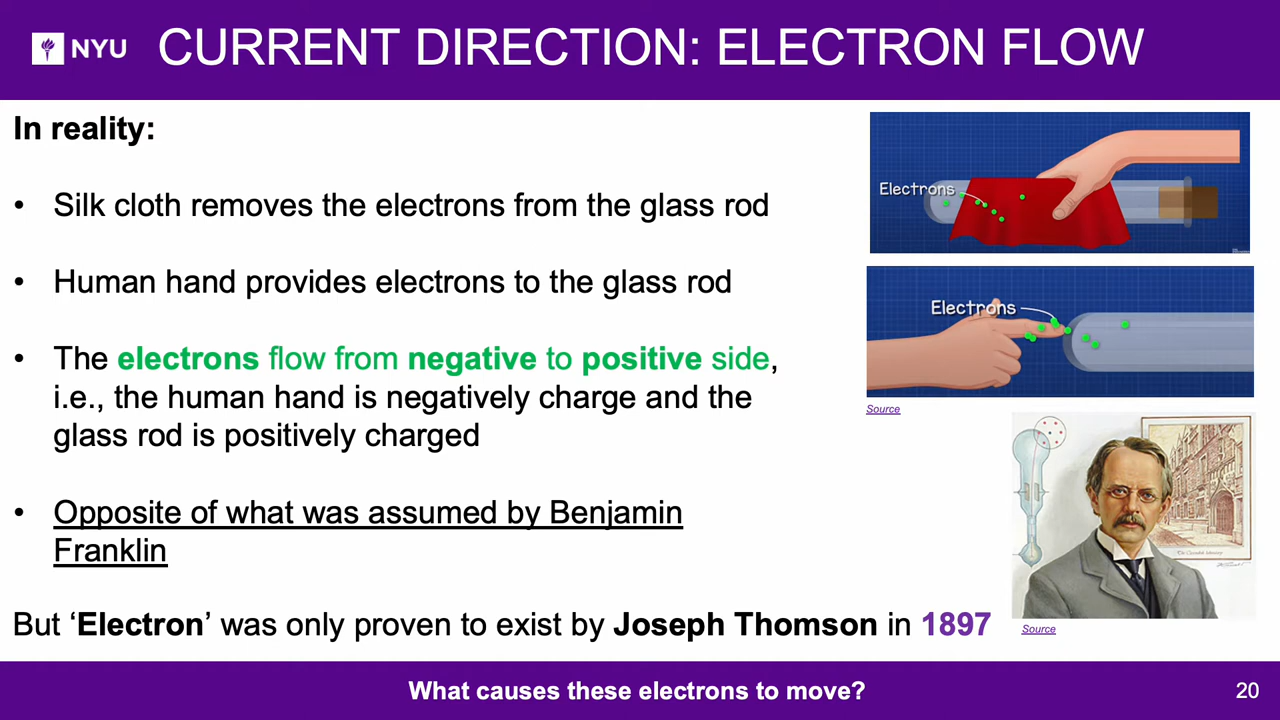 NYU
CURRENT DIRECTION: ELECTRON FLOW
In reality:
• Silk cloth removes the electrons from the glass rod
• Human hand provides electrons to the glass rod
• The electrons flow from negative to positive side,
i.e., the human hand is negatively charge and the
glass rod is positively charged
• Opposite of what was assumed by Benjamin
Franklin
But ‘Electron’ was only proven to exist by Joseph Thomson in 1897
Electrons
Electrons
Source
The Cavendish Laboratory
Source
What causes these electrons to move?
20